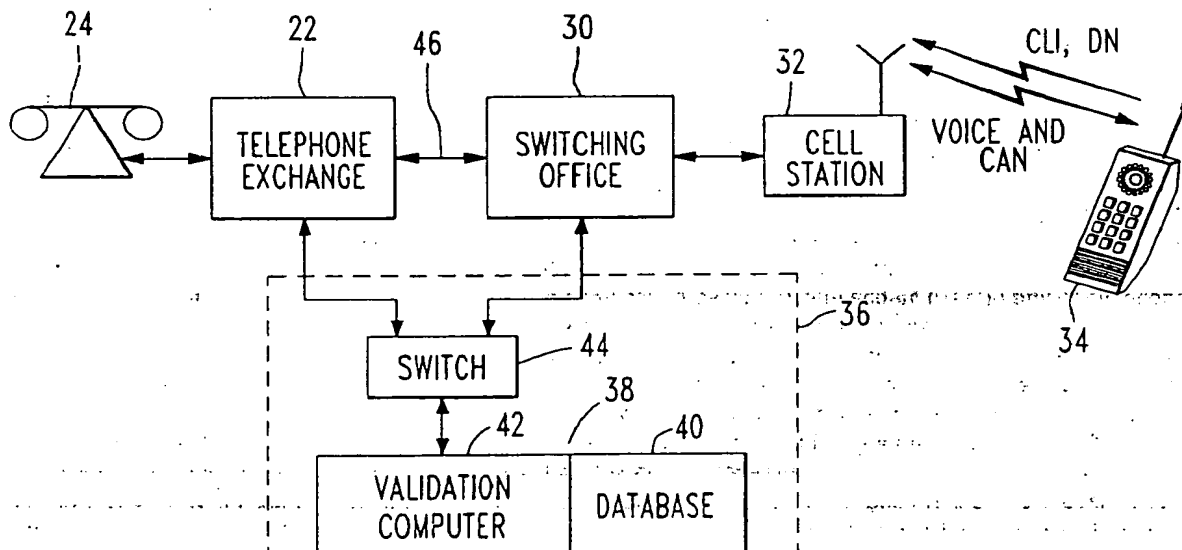 24
22
46
30
32
CLI, DN
TELEPHONE
EXCHANGE
SWITCHING
OFFICE
CELL
STATION
VOICE AND
CAN
34
36
SWITCH
44
38
42
40
VALIDATION
COMPUTER
DATABASE